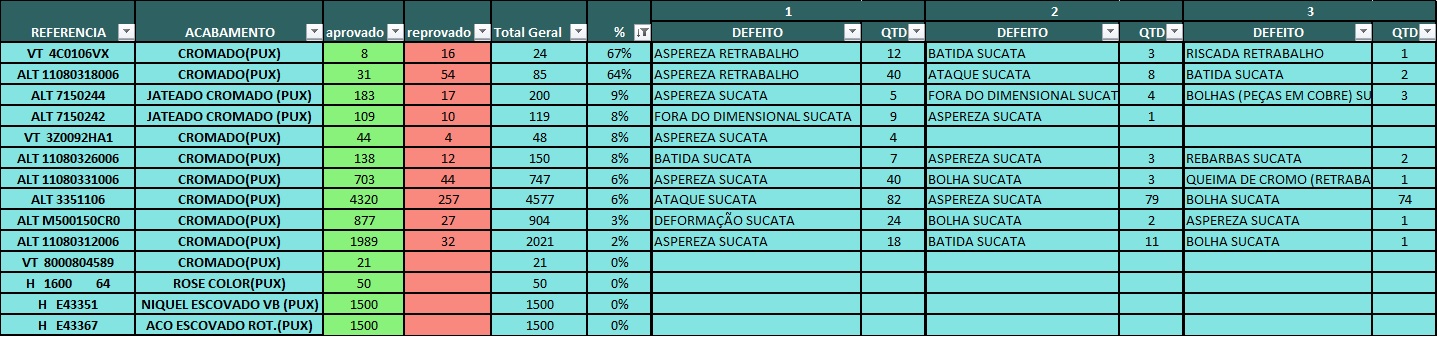 1 2 3
REFERENCIA ACABAMENTO aprovado reprovado Total Geral % DEFEITO QTD DEFEITO QTD DEFEITO QTD
VT 4C0106VX CROMADO(PUX) 8 16 24 67% ASPEREZA RETRABALHO 12 BATIDA SUCATA 3 RISCADA RETRABALHO 1
ALT 11080318006 CROMADO(PUX) 31 54 85 64% ASPEREZA RETRABALHO 40 ATAQUE SUCATA 8 BATIDA SUCATA 2
ALT 7150244 JATEADO CROMADO (PUX) 183 17 200 9% ASPEREZA SUCATA 5 FORA DO DIMENSIONAL SUCAT 4 BOLHAS (PEÇAS EM COBRE) SU 3
ALT 7150242 JATEADO CROMADO (PUX) 109 10 119 8% FORA DO DIMENSIONAL SUCATA 9 ASPEREZA SUCATA 1
VT 3Z0092HA1 CROMADO(PUX) 44 4 48 8% ASPEREZA SUCATA 4
ALT 11080326006 CROMADO(PUX) 138 12 150 8% BATIDA SUCATA 7 ASPEREZA SUCATA 3 REBARBAS SUCATA 2
ALT 11080331006 CROMADO(PUX) 703 44 747 6% ASPEREZA SUCATA 40 BOLHA SUCATA 3 QUEIMA DE CROMO (RETRABA 1
ALT 3351106 CROMADO(PUX) 4320 257 4577 6% ATAQUE SUCATA 82 ASPEREZA SUCATA 79 BOLHA SUCATA 74
ALT M500150CR0 CROMADO(PUX) 877 27 904 3% DEFORMAÇÃO SUCATA 24 BOLHA SUCATA 2 ASPEREZA SUCATA 1
ALT 11080312006 CROMADO(PUX) 1989 32 2021 2% ASPEREZA SUCATA 18 BATIDA SUCATA 11 BOLHA SUCATA 1
VT 8000804589 CROMADO(PUX) 21 21 0%
H 1600 64 ROSE COLOR(PUX) 50 50 0%
H E43351 NIQUEL ESCOVADO VB (PUX) 1500 1500 0%
H E43367 ACO ESCOVADO ROT.(PUX) 1500 1500 0%